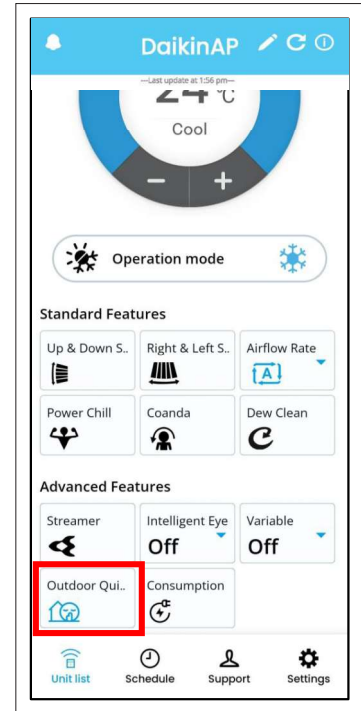 DaikinAP
—Last update at 1:56 pm—
24 °C
Cool
Operation mode
Standard Features
Up & Down S.. Right & Left S.. Airflow Rate
A
Power Chill Coanda Dew Clean
Advanced Features
Streamer Intelligent Eye Variable
Off Off
Outdoor Qui.. Consumption
Unit list Schedule Support Settings